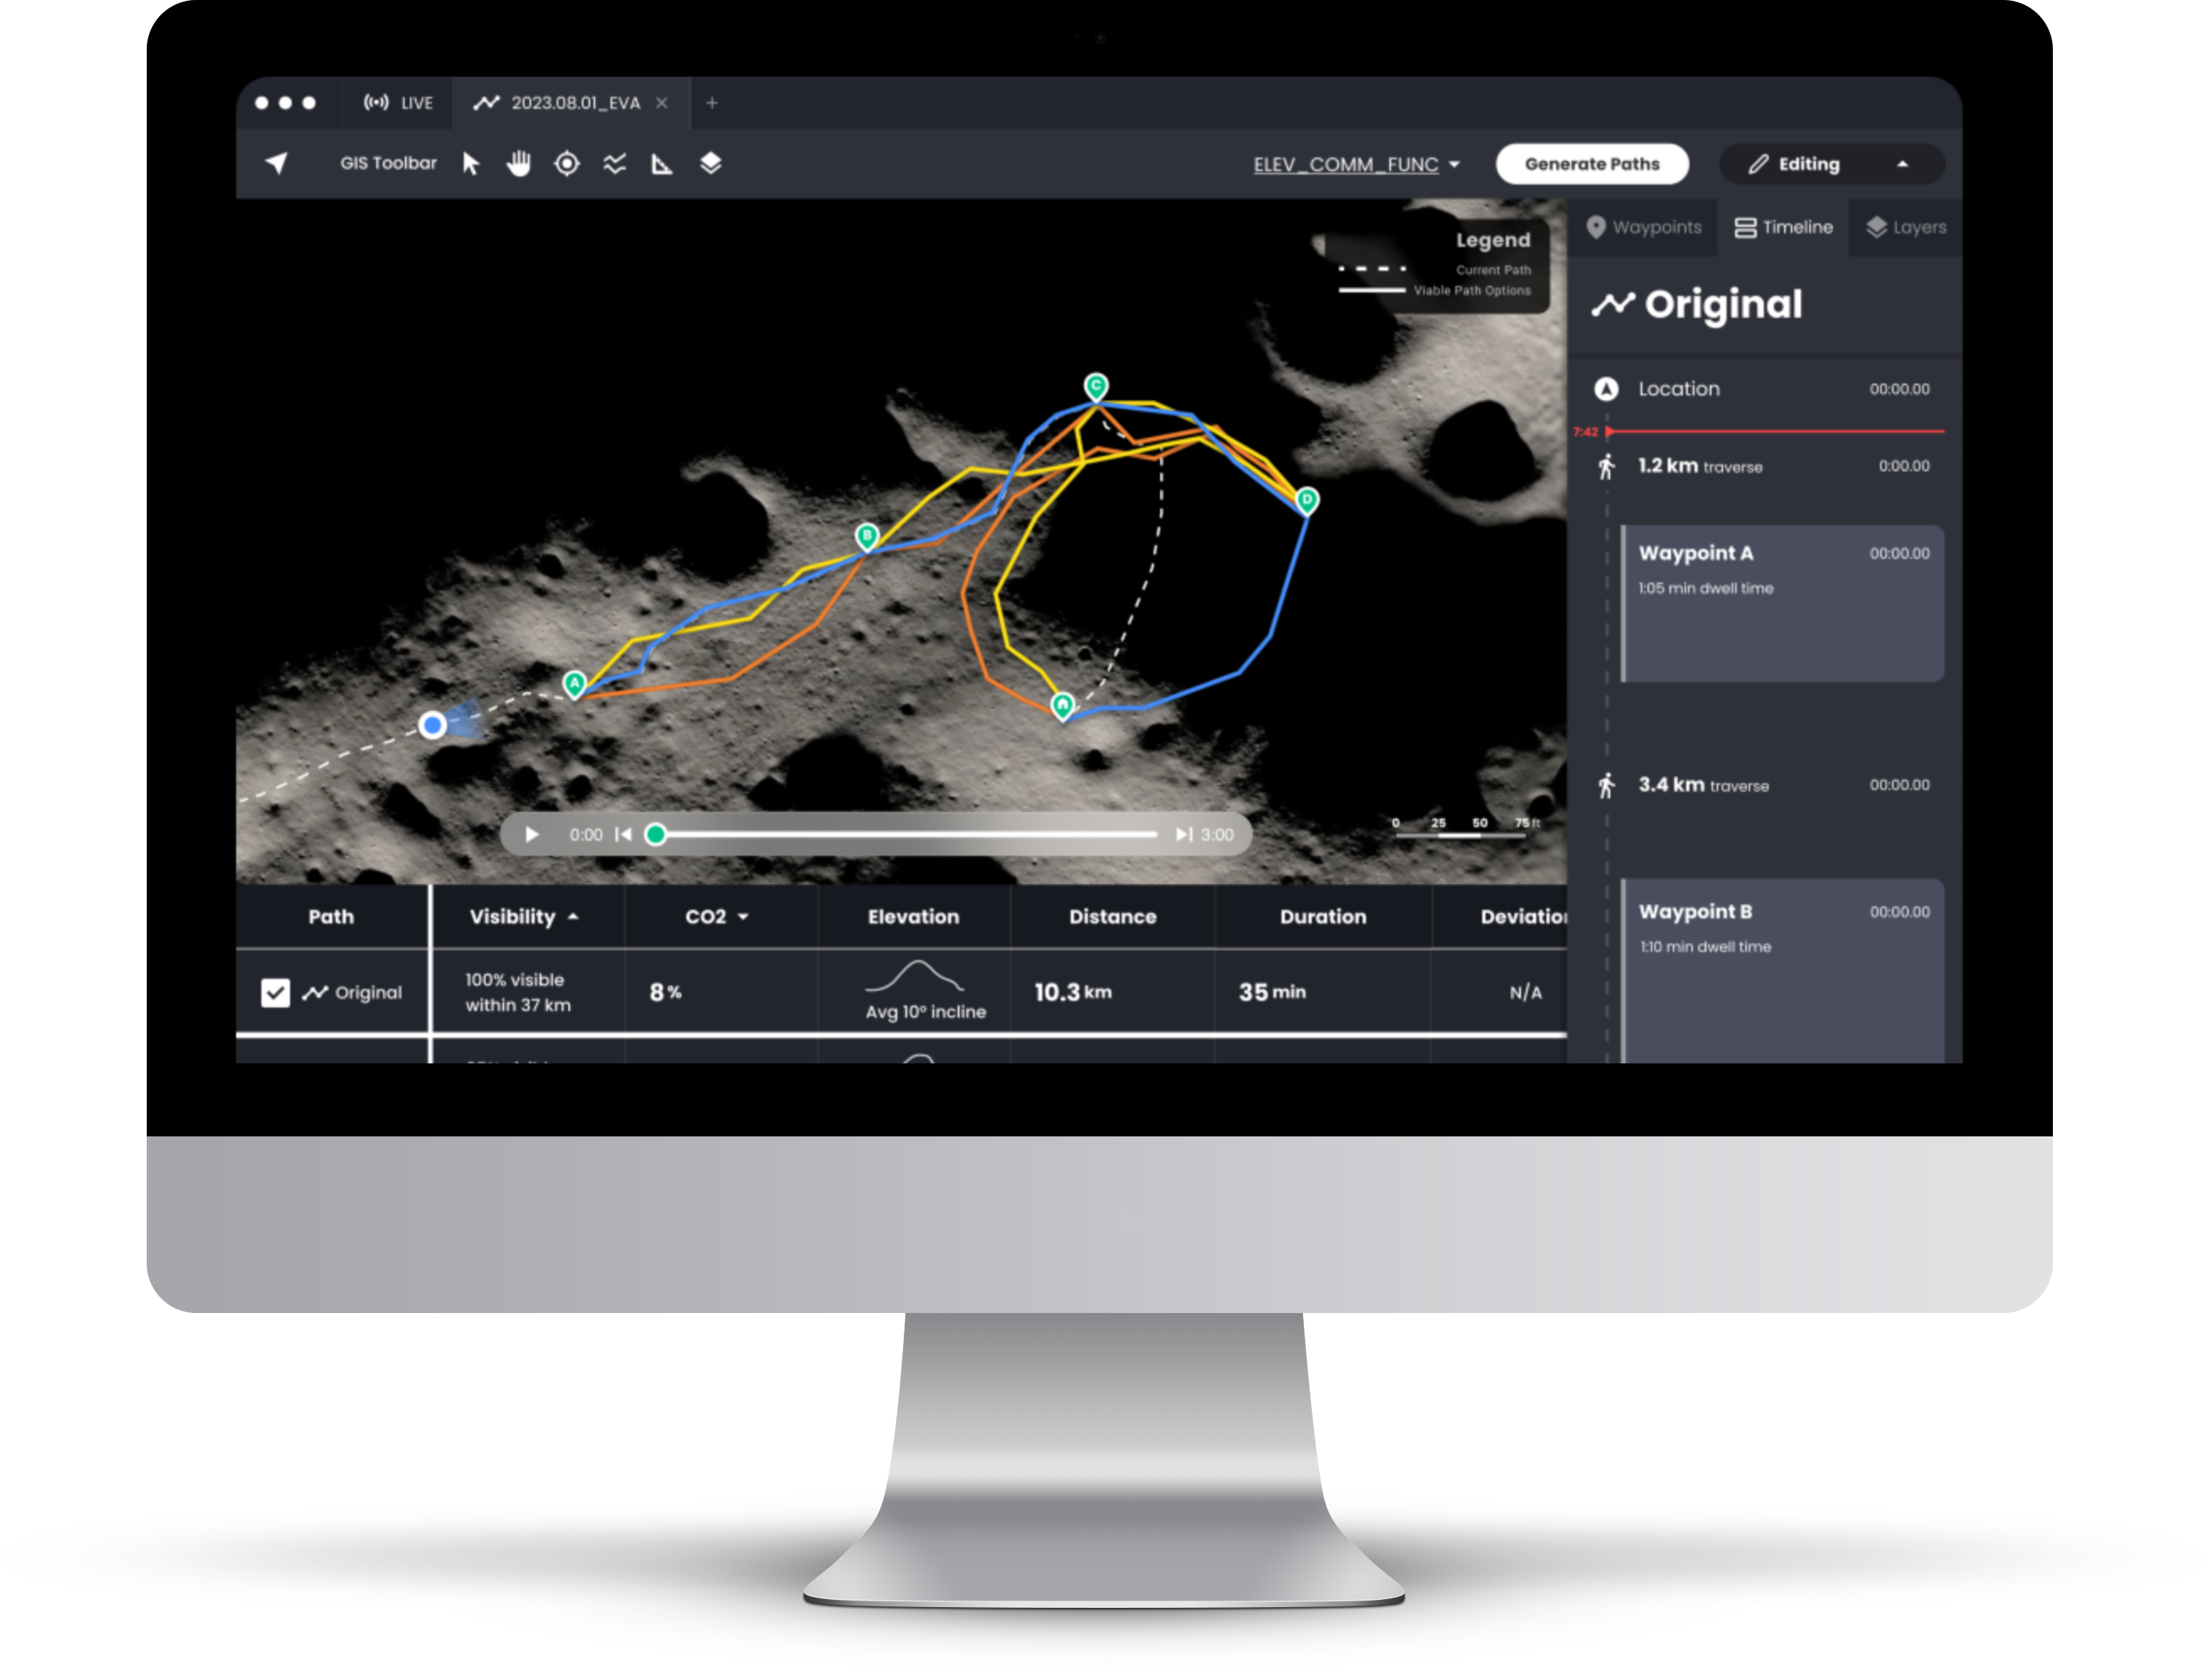 LIVE
2023.08.01_EVA
GIS Toolbar
ELEV_COMM_FUNC
Generate Paths
Editing
Legend
Current Path
Viable Path Options
C
D
B
A
0:00
3:00
0 25 50 75 ft
Waypoints
Timeline
Layers
Original
Location 00:00.00
7:42
1.2 km traverse 0:00.00
Waypoint A 00:00.00
1:05 min dwell time
3.4 km traverse 00:00.00
Waypoint B 00:00.00
1:10 min dwell time
Path Visibility CO2 Elevation Distance Duration Deviation
Original
100% visible
within 37 km
8%
Avg 10° incline
10.3 km
35 min
N/A